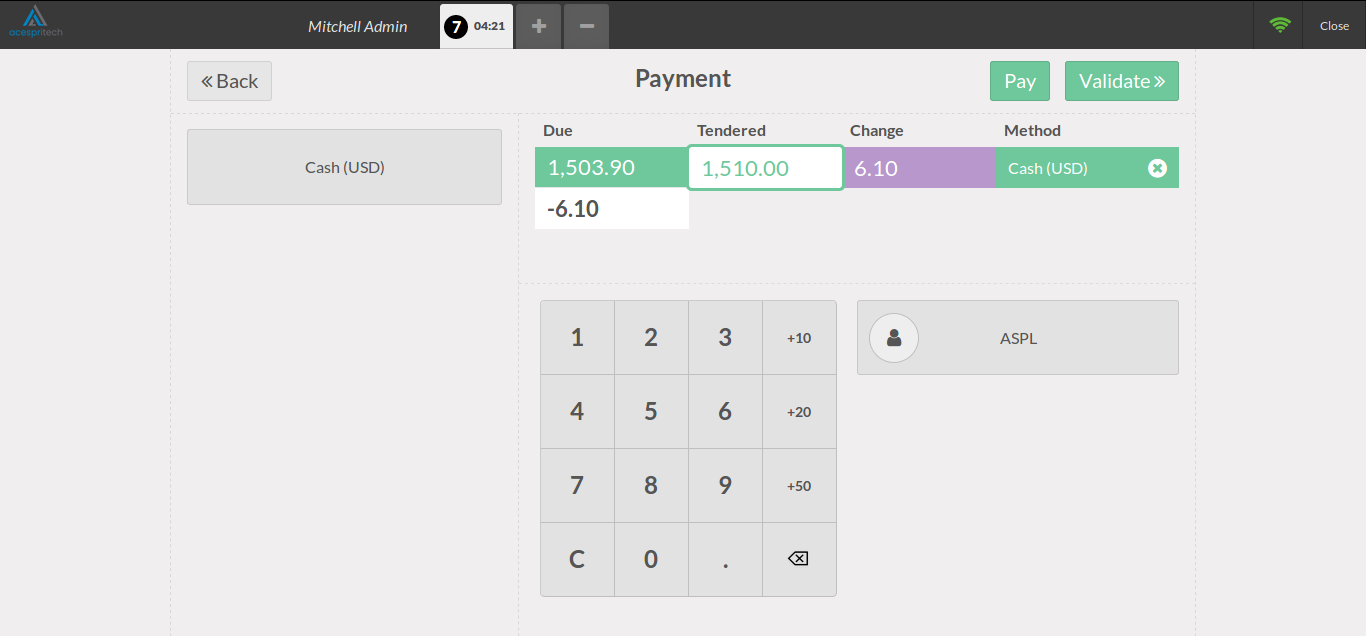 acespritech
Mitchell Admin
7 04:21
+
−
Close
« Back
Payment
Pay
Validate »
Cash (USD)
Due Tendered Change Method
1,503.90 1,510.00 6.10 Cash (USD)
-6.10
1 2 3 +10
4 5 6 +20
7 8 9 +50
C 0 . ⌫
ASPL